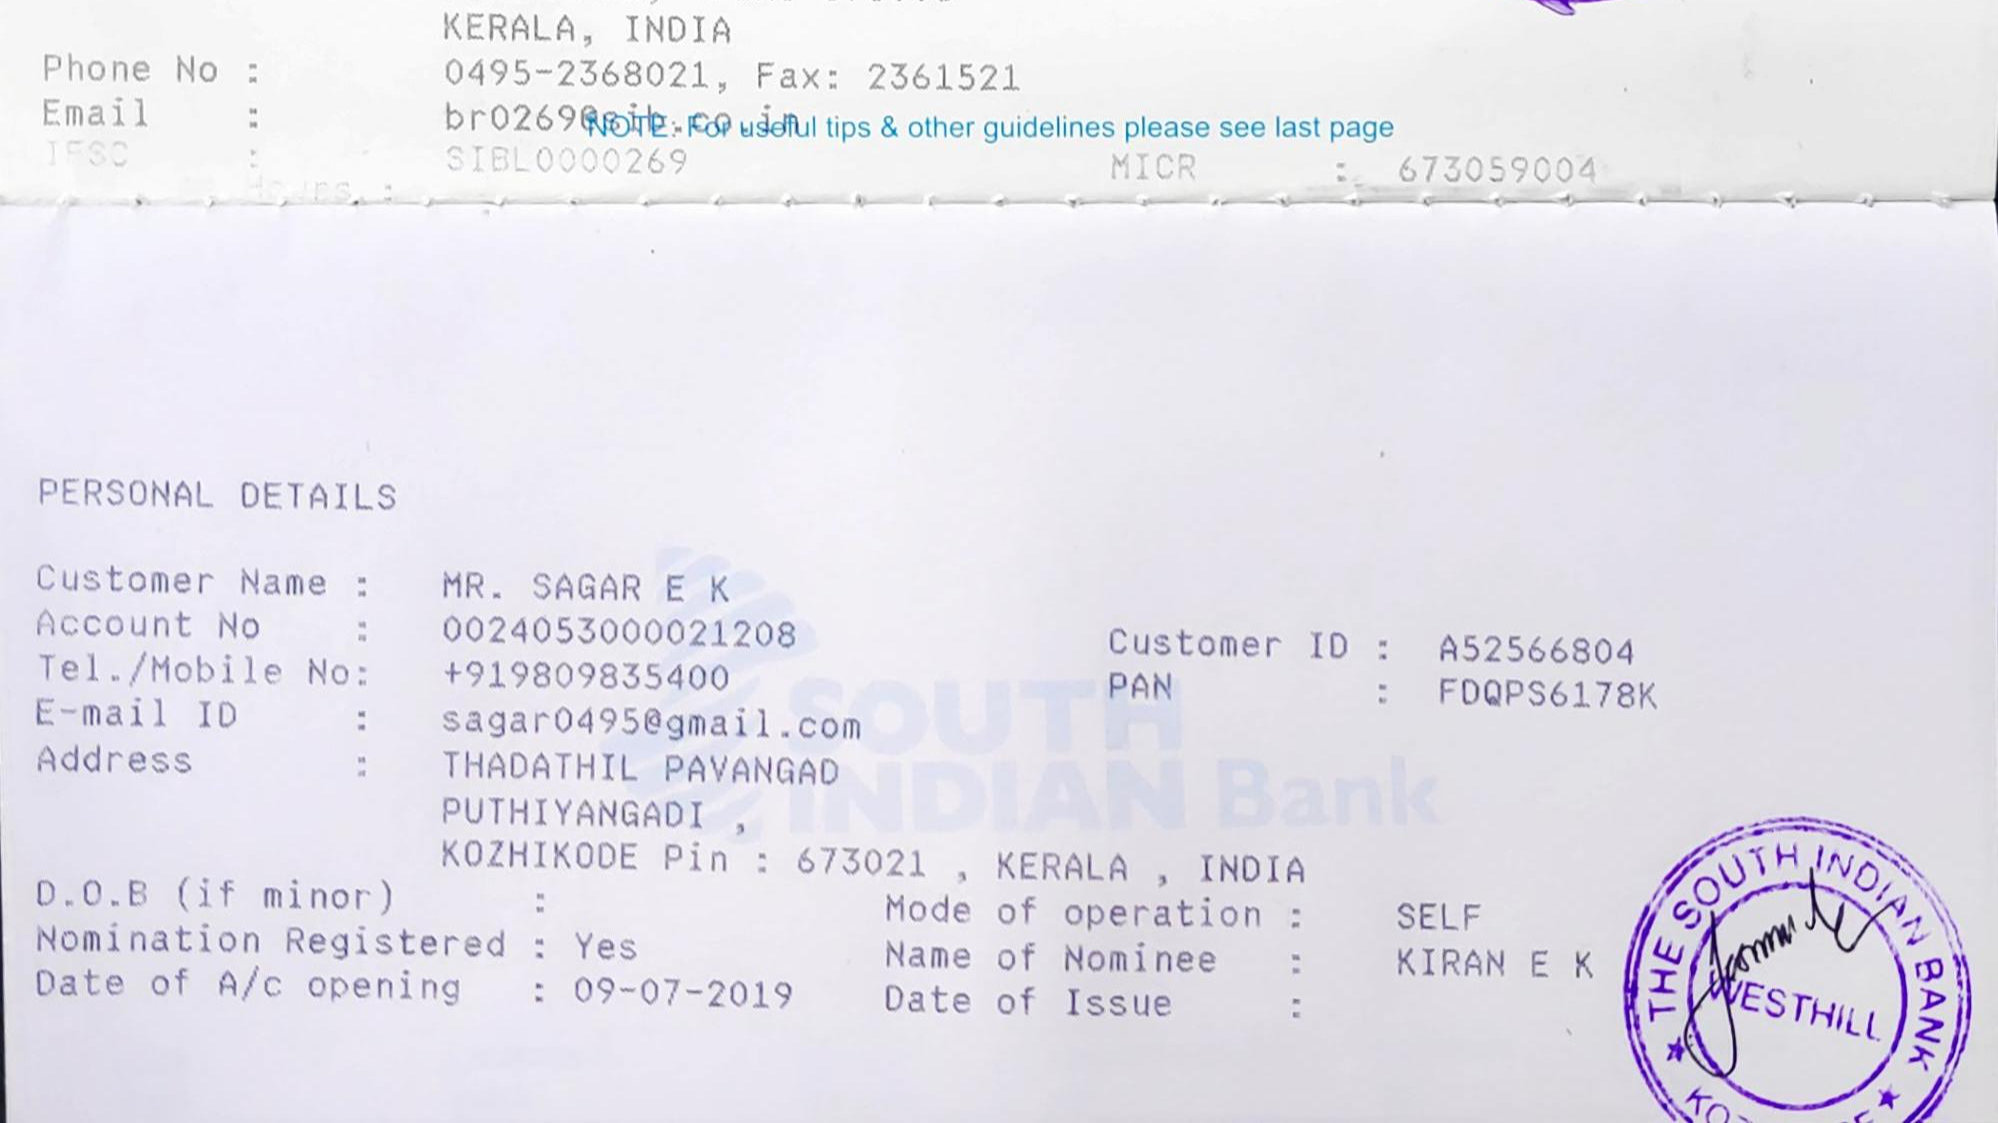 KERALA, INDIA
Phone No : 0495-2368021, Fax: 2361521
Email : br0269@sib.co.in
NOTE: For useful tips & other guidelines please see last page
IFSC : SIBL0000269 MICR : 673059004
Hours :
PERSONAL DETAILS
Customer Name : MR. SAGAR E K
Account No : 0024053000021208 Customer ID : A52566804
Tel./Mobile No: +919809835400 PAN : FDQPS6178K
E-mail ID : sagar0495@gmail.com
Address : THADATHIL PAVANGAD
PUTHIYANGADI ,
KOZHIKODE Pin : 673021 , KERALA , INDIA
D.O.B (if minor) : Mode of operation : SELF
Nomination Registered : Yes Name of Nominee : KIRAN E K
Date of A/c opening : 09-07-2019 Date of Issue :
SOUTH
INDIAN Bank
THE SOUTH INDIAN BANK
WESTHILL